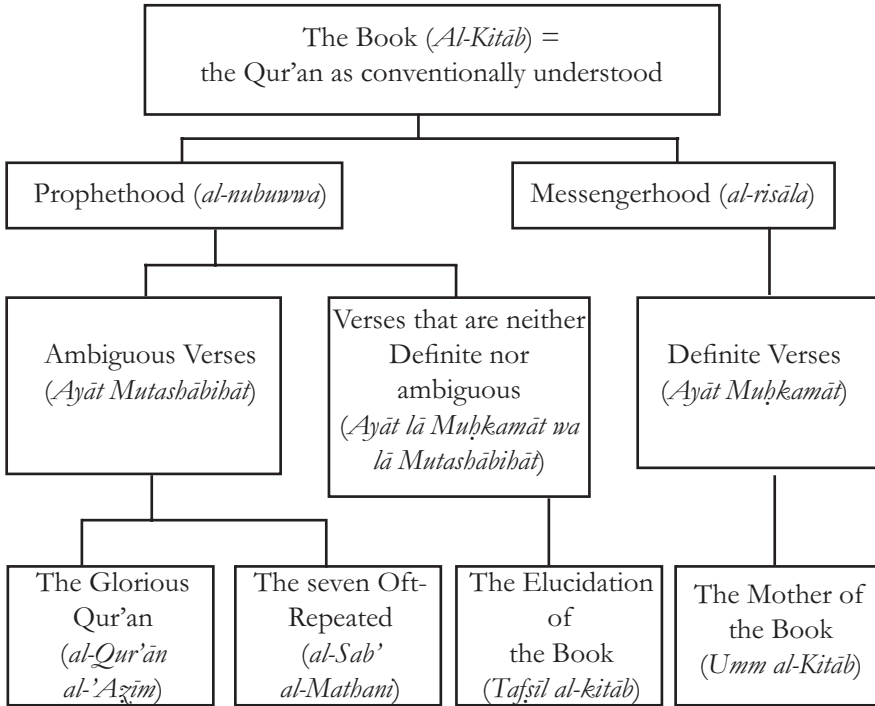 The Book (Al-Kitāb) =
the Qur'an as conventionally understood
Prophethood (al-nubuwwa)
Messengerhood (al-risāla)
Ambiguous Verses
(Ayāt Mutashābihāt)
Verses that are neither
Definite nor
ambiguous
(Ayāt lā Muḥkamāt wa
lā Mutashābihāt)
Definite Verses
(Ayāt Muḥkamāt)
The Glorious
Qur'an
(al-Qur'ān
al-'Aẓīm)
The seven Oft-
Repeated
(al-Sab'
al-Mathani)
The Elucidation
of
the Book
(Tafṣīl al-kitāb)
The Mother of
the Book
(Umm al-Kitāb)